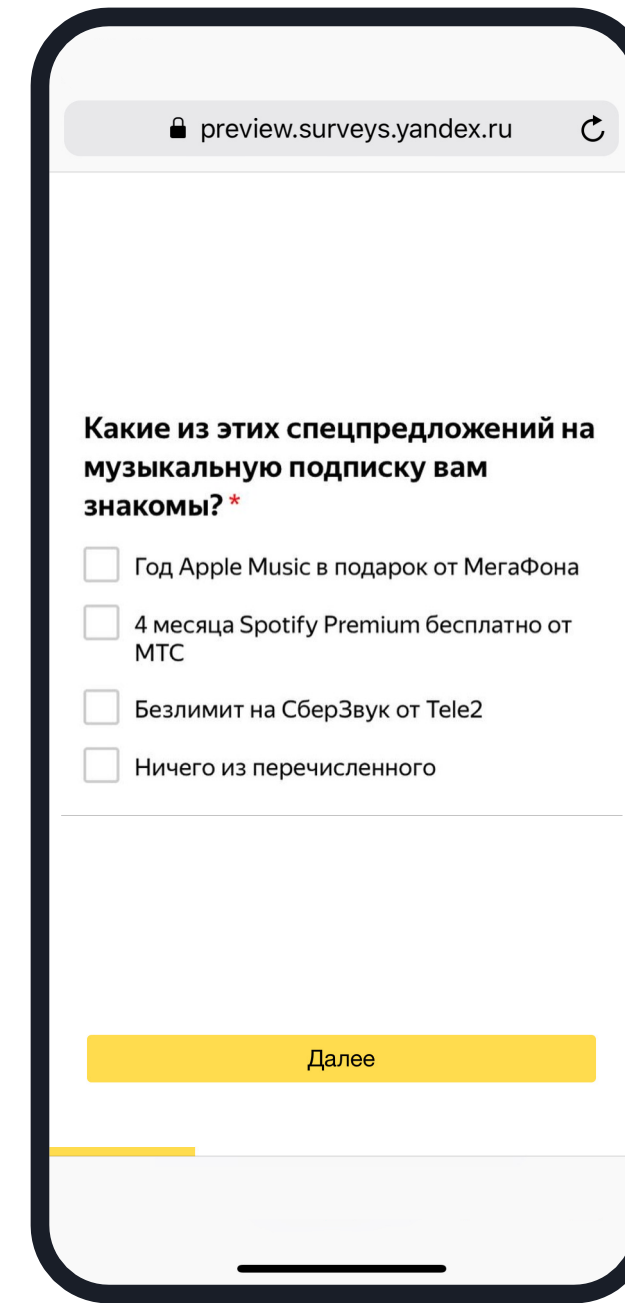 preview.surveys.yandex.ru
Какие из этих спецпредложений на
музыкальную подписку вам
знакомы? *
Год Apple Music в подарок от МегаФона
4 месяца Spotify Premium бесплатно от
МТС
Безлимит на СберЗвук от Tele2
Ничего из перечисленного
Далее